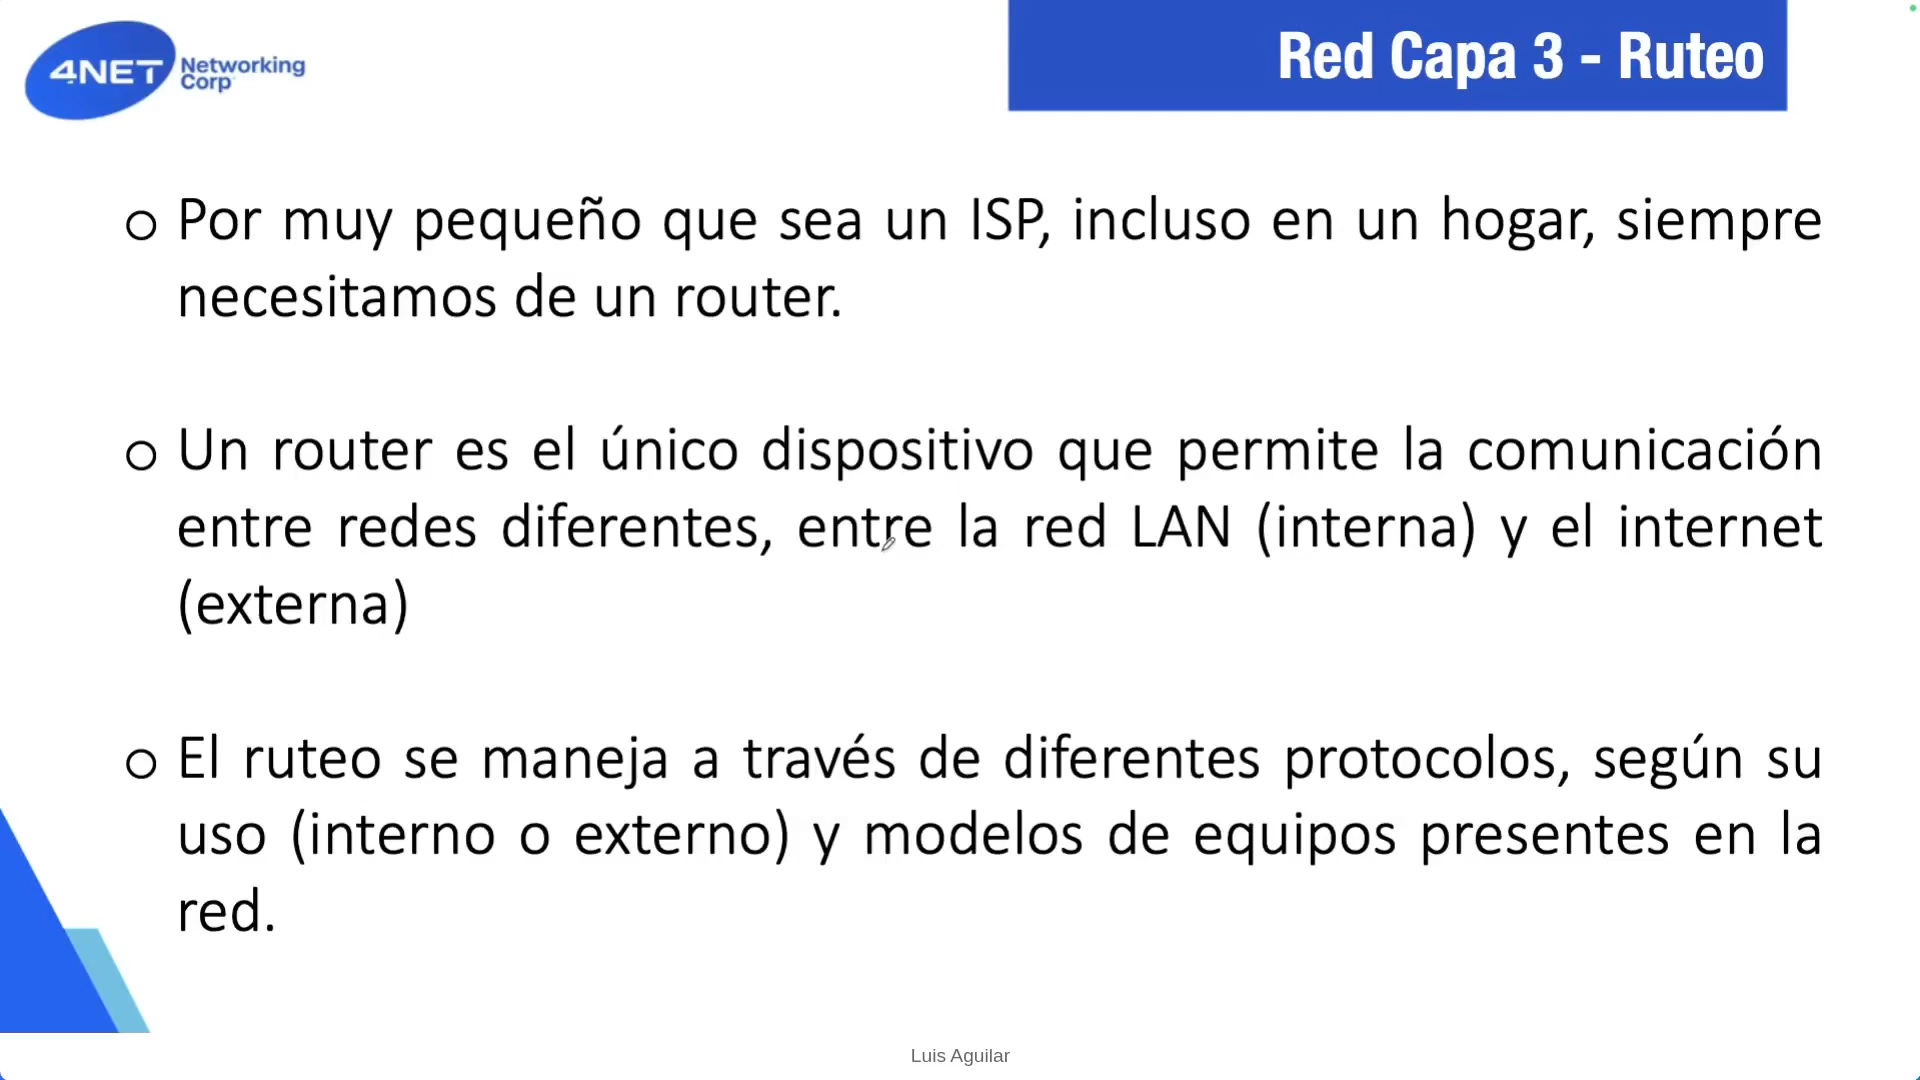 4NET Networking
Corp
Red Capa 3 - Ruteo
o Por muy pequeño que sea un ISP, incluso en un hogar, siempre
necesitamos de un router.
o Un router es el único dispositivo que permite la comunicación
entre redes diferentes, entre la red LAN (interna) y el internet
(externa)
o El ruteo se maneja a través de diferentes protocolos, según su
uso (interno o externo) y modelos de equipos presentes en la
red.
Luis Aguilar